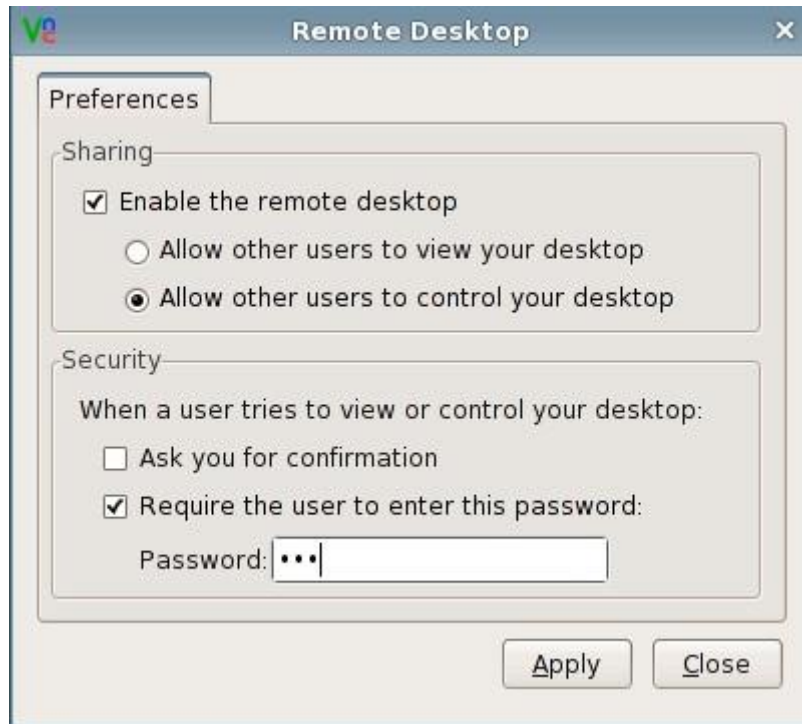 VNC
Remote Desktop
Preferences
Sharing
Enable the remote desktop
Allow other users to view your desktop
Allow other users to control your desktop
Security
When a user tries to view or control your desktop:
Ask you for confirmation
Require the user to enter this password:
Password: •••
Apply
Close